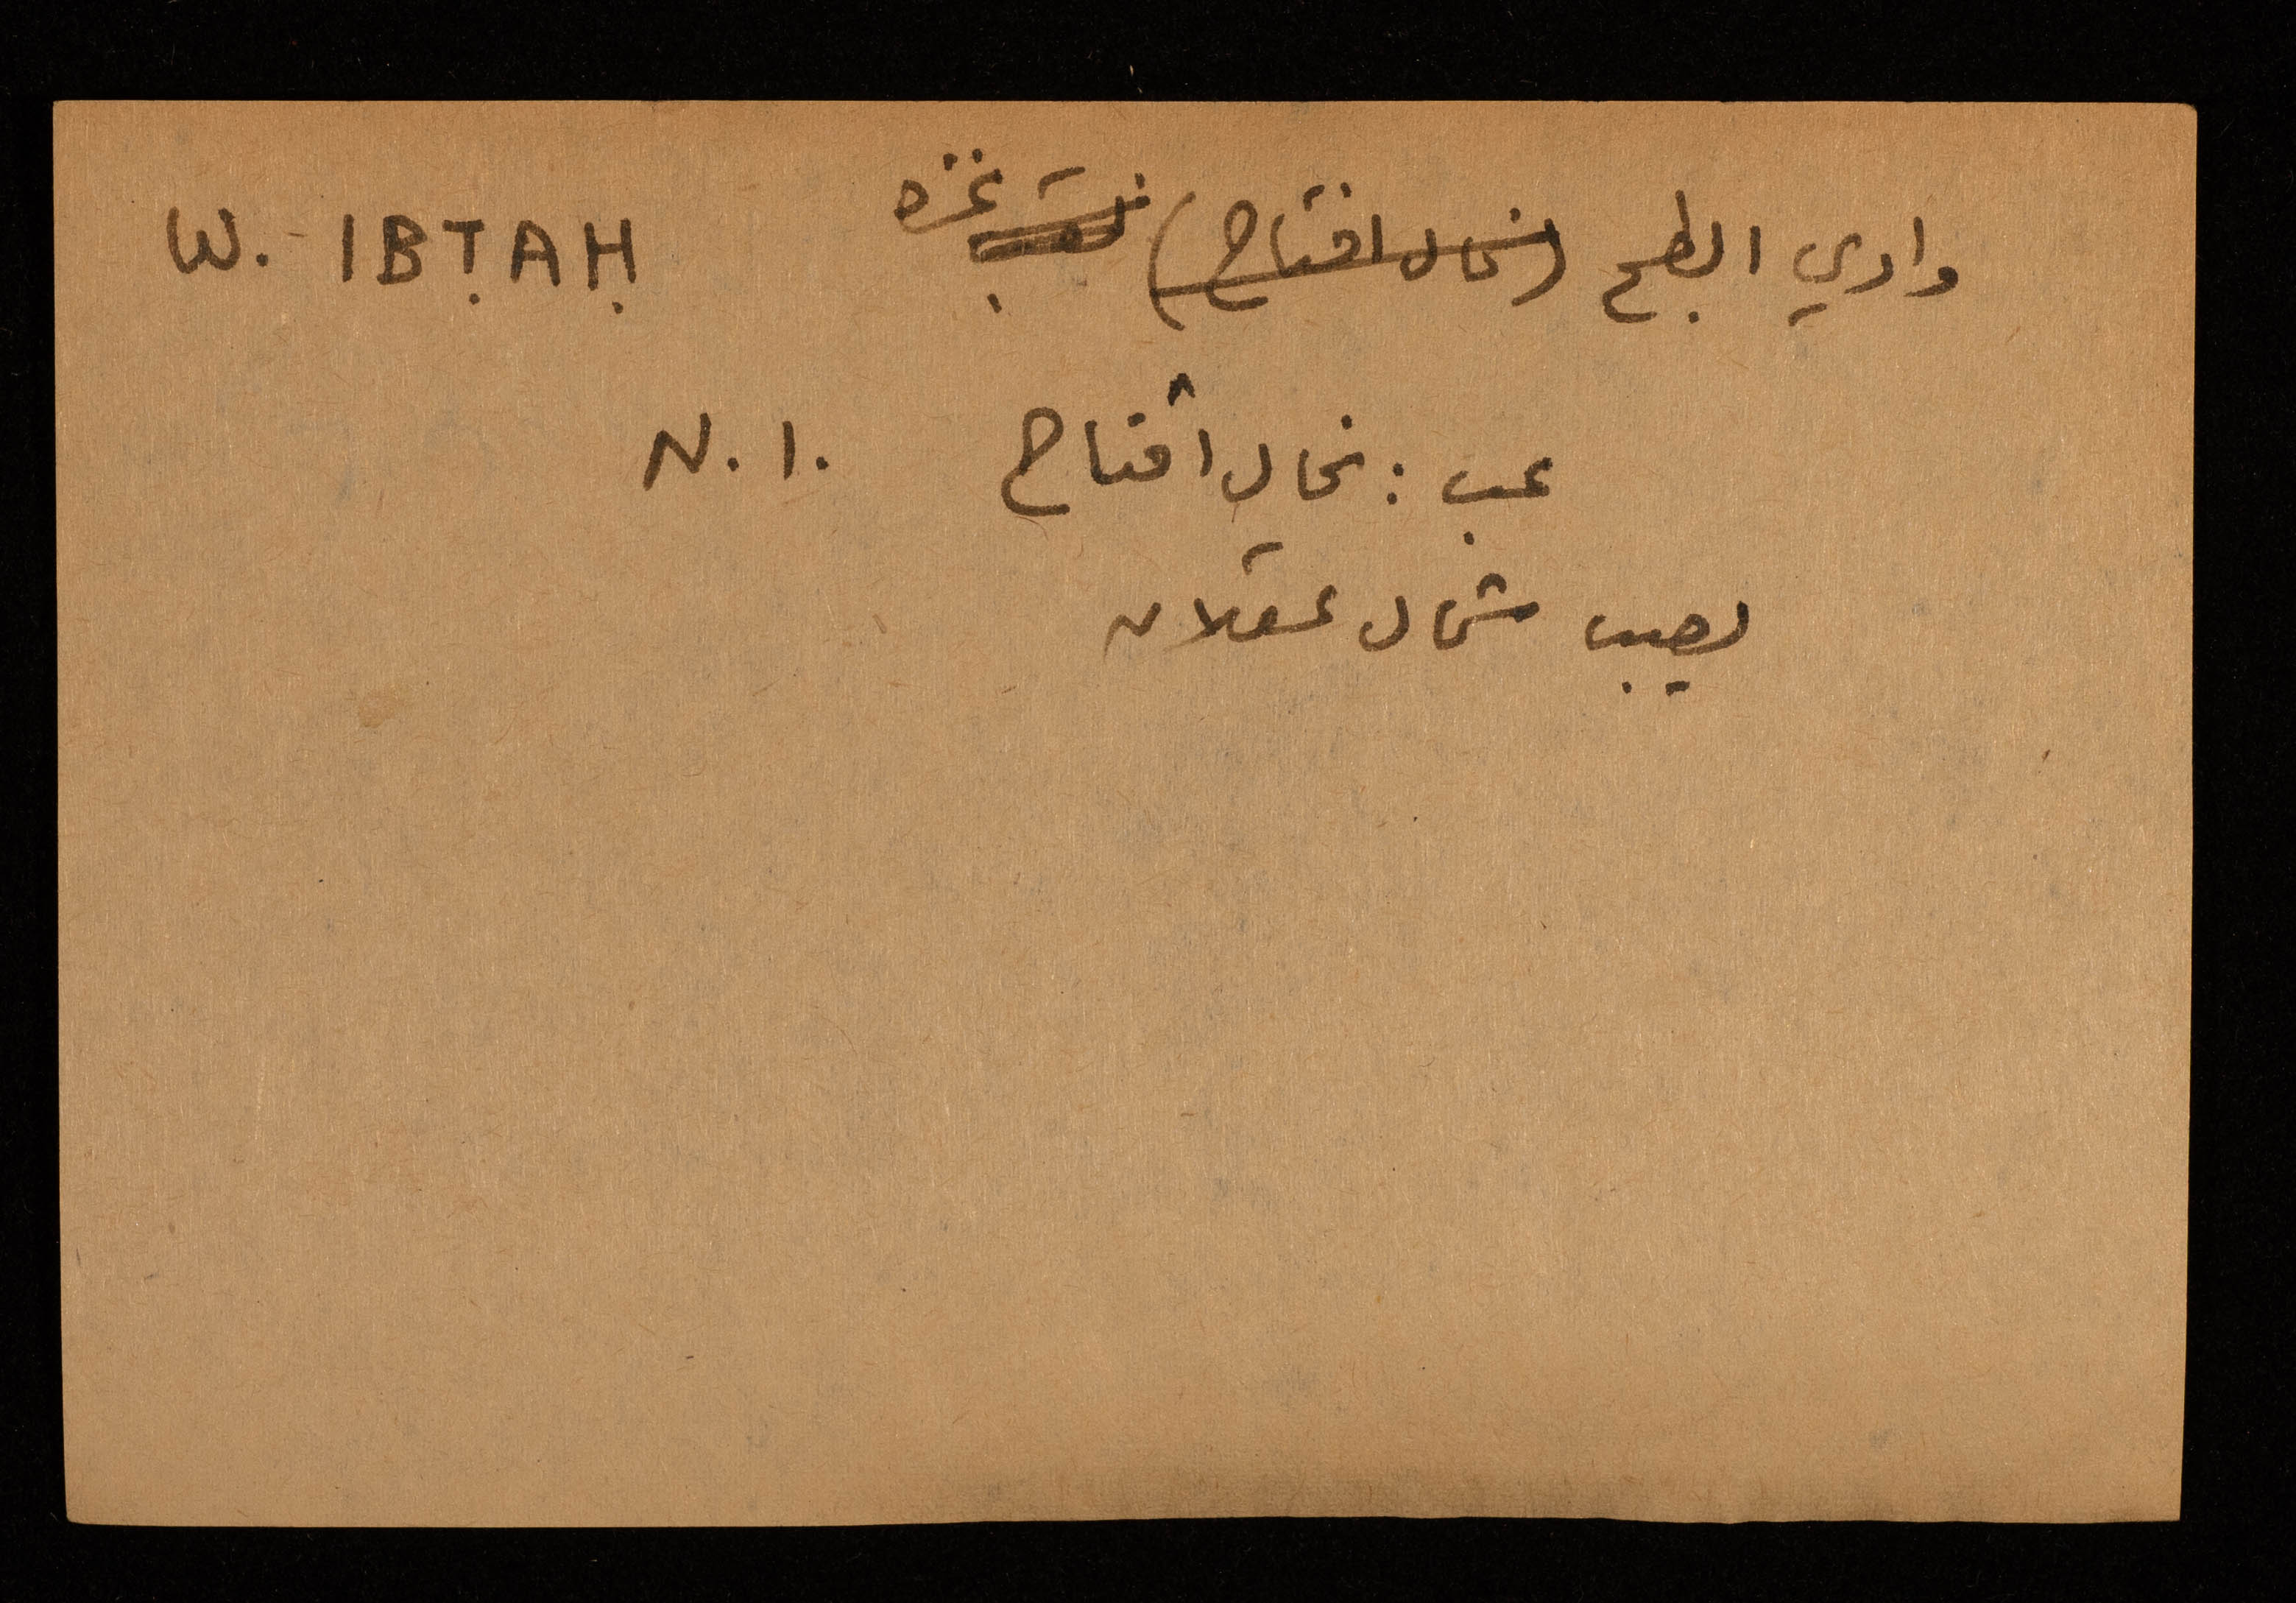 وادي ابطح (نحال افتاح) غزه W. IBṬAḤ
عب : نحال أفتاح N. I.
يصب شمال عسقلان